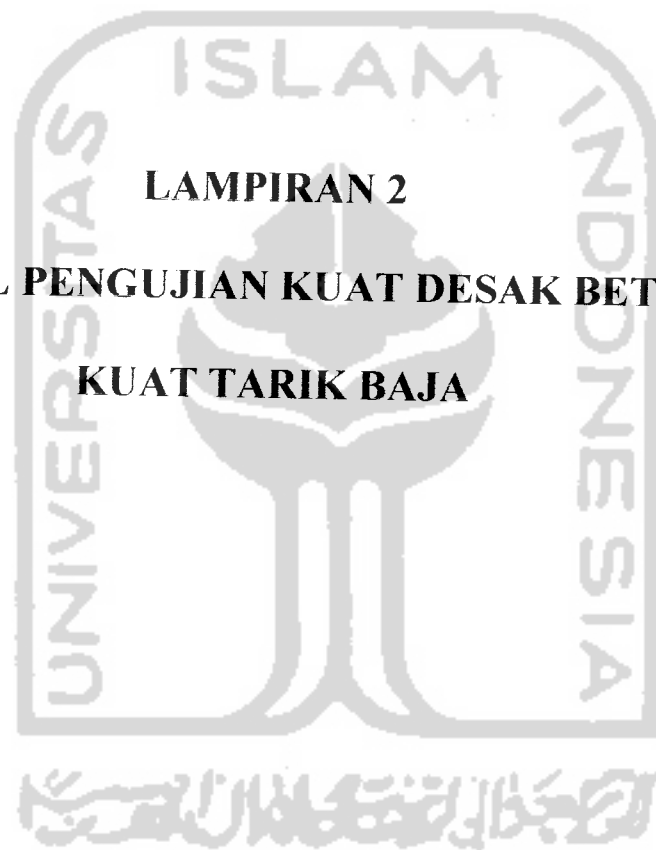 LAMPIRAN 2
L PENGUJIAN KUAT DESAK BET
KUAT TARIK BAJA
UNIVERSITAS
ISLAM
INDONESIA